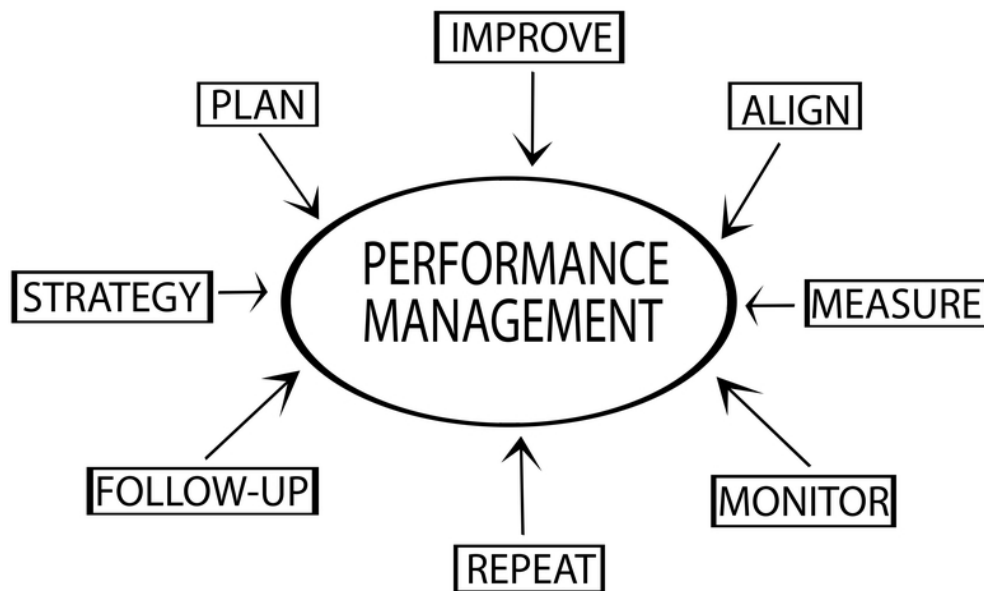 IMPROVE
PLAN
ALIGN
PERFORMANCE
MANAGEMENT
STRATEGY
MEASURE
FOLLOW-UP
MONITOR
REPEAT